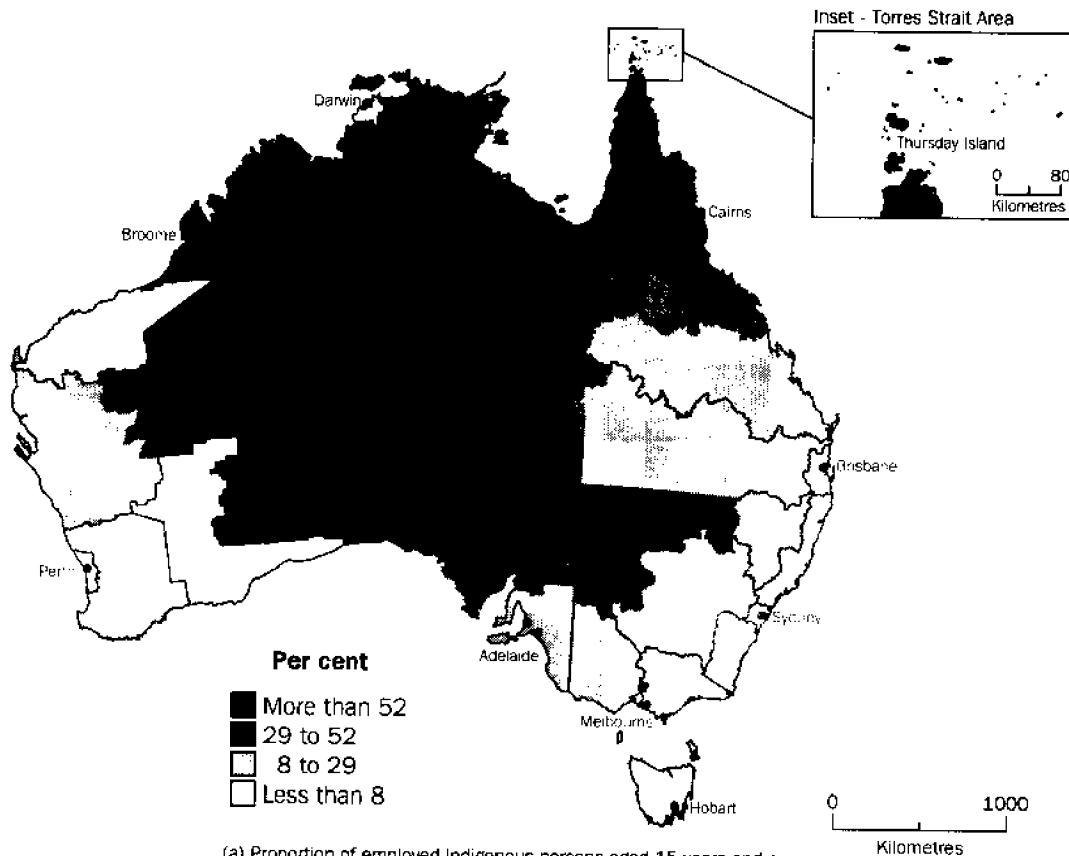 Inset - Torres Strait Area
Thursday Island
0 80
Kilometres
Darwin
Cairns
Broome
Brisbane
Sydney
Adelaide
Melbourne
Hobart
Per cent
More than 52
29 to 52
8 to 29
Less than 8
0 1000
Kilometres
(a) Proportion of employed Indigenous persons aged 15 years and